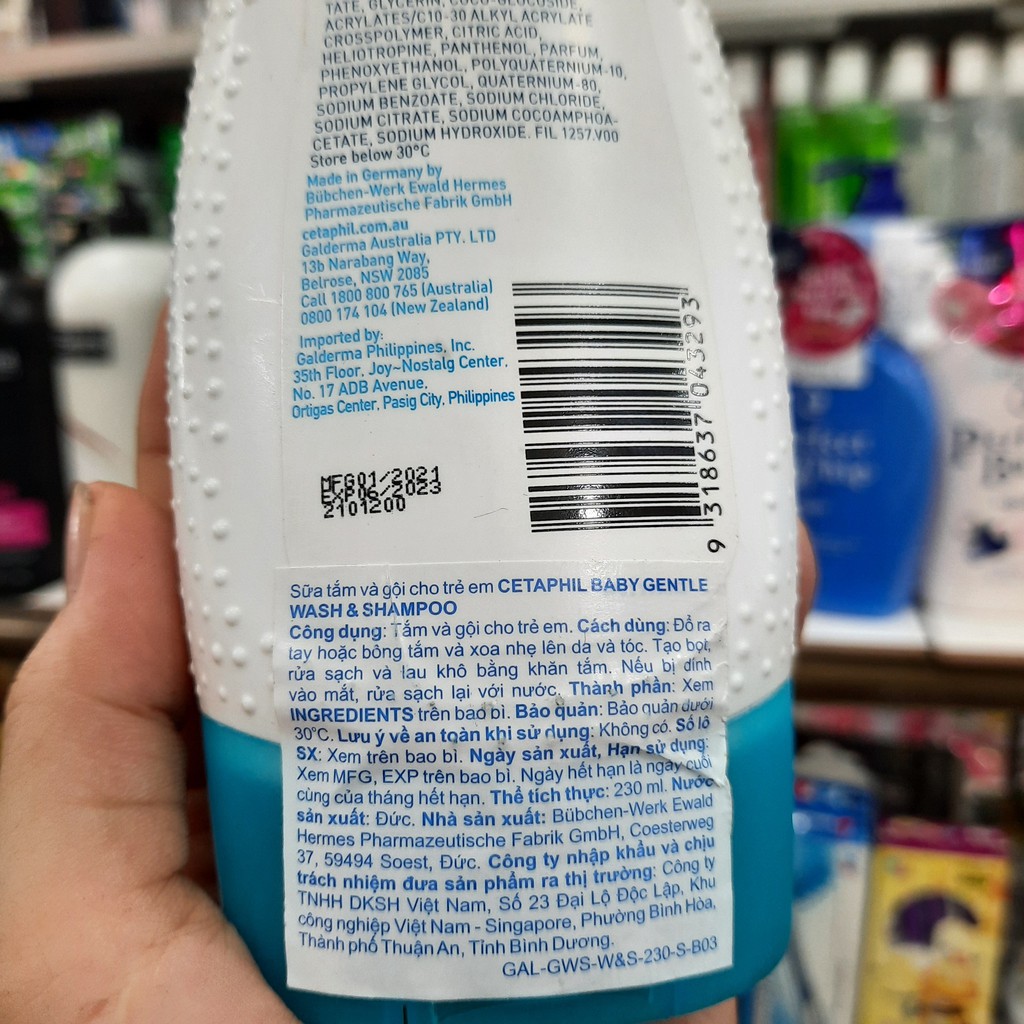 TATE, GLYCERIN, COCO-GLUCOSIDE,
ACRYLATES/C10-30 ALKYL ACRYLATE
CROSSPOLYMER, CITRIC ACID,
HELIOTROPINE, PANTHENOL, PARFUM,
PHENOXYETHANOL, POLYQUATERNIUM-10,
PROPYLENE GLYCOL, QUATERNIUM-80,
SODIUM BENZOATE, SODIUM CHLORIDE,
SODIUM CITRATE, SODIUM COCOAMPHOA-
CETATE, SODIUM HYDROXIDE. FIL 1257.V00
Store below 30°C
Made in Germany by
Bübchen-Werk Ewald Hermes
Pharmazeutische Fabrik GmbH
cetaphil.com.au
Galderma Australia PTY. LTD
13b Narabang Way,
Belrose, NSW 2085
Call 1800 800 765 (Australia)
0800 174 104 (New Zealand)
Imported by:
Galderma Philippines, Inc.
35th Floor, Joy-Nostalg Center,
No. 17 ADB Avenue,
Ortigas Center, Pasig City, Philippines
9 318637 043293
MFG01/2021
EXP06/2023
2101200
Sữa tắm và gội cho trẻ em CETAPHIL BABY GENTLE
WASH & SHAMPOO
Công dụng: Tắm và gội cho trẻ em. Cách dùng: Đổ ra
tay hoặc bông tắm và xoa nhẹ lên da và tóc. Tạo bọt,
rửa sạch và lau khô bằng khăn tắm. Nếu bị dính
vào mắt, rửa sạch lại với nước. Thành phần: Xem
INGREDIENTS trên bao bì. Bảo quản: Bảo quản dưới
30°C. Lưu ý về an toàn khi sử dụng: Không có. Số lô
SX: Xem trên bao bì. Ngày sản xuất, Hạn sử dụng:
Xem MFG, EXP trên bao bì. Ngày hết hạn là ngày cuối
cùng của tháng hết hạn. Thể tích thực: 230 ml. Nước
sản xuất: Đức. Nhà sản xuất: Bübchen-Werk Ewald
Hermes Pharmazeutische Fabrik GmbH, Coesterweg
37, 59494 Soest, Đức. Công ty nhập khẩu và chịu
trách nhiệm đưa sản phẩm ra thị trường: Công ty
TNHH DKSH Việt Nam, Số 23 Đại Lộ Độc Lập, Khu
công nghiệp Việt Nam - Singapore, Phường Bình Hòa,
Thành phố Thuận An, Tỉnh Bình Dương.
GAL-GWS-W&S-230-S-B03